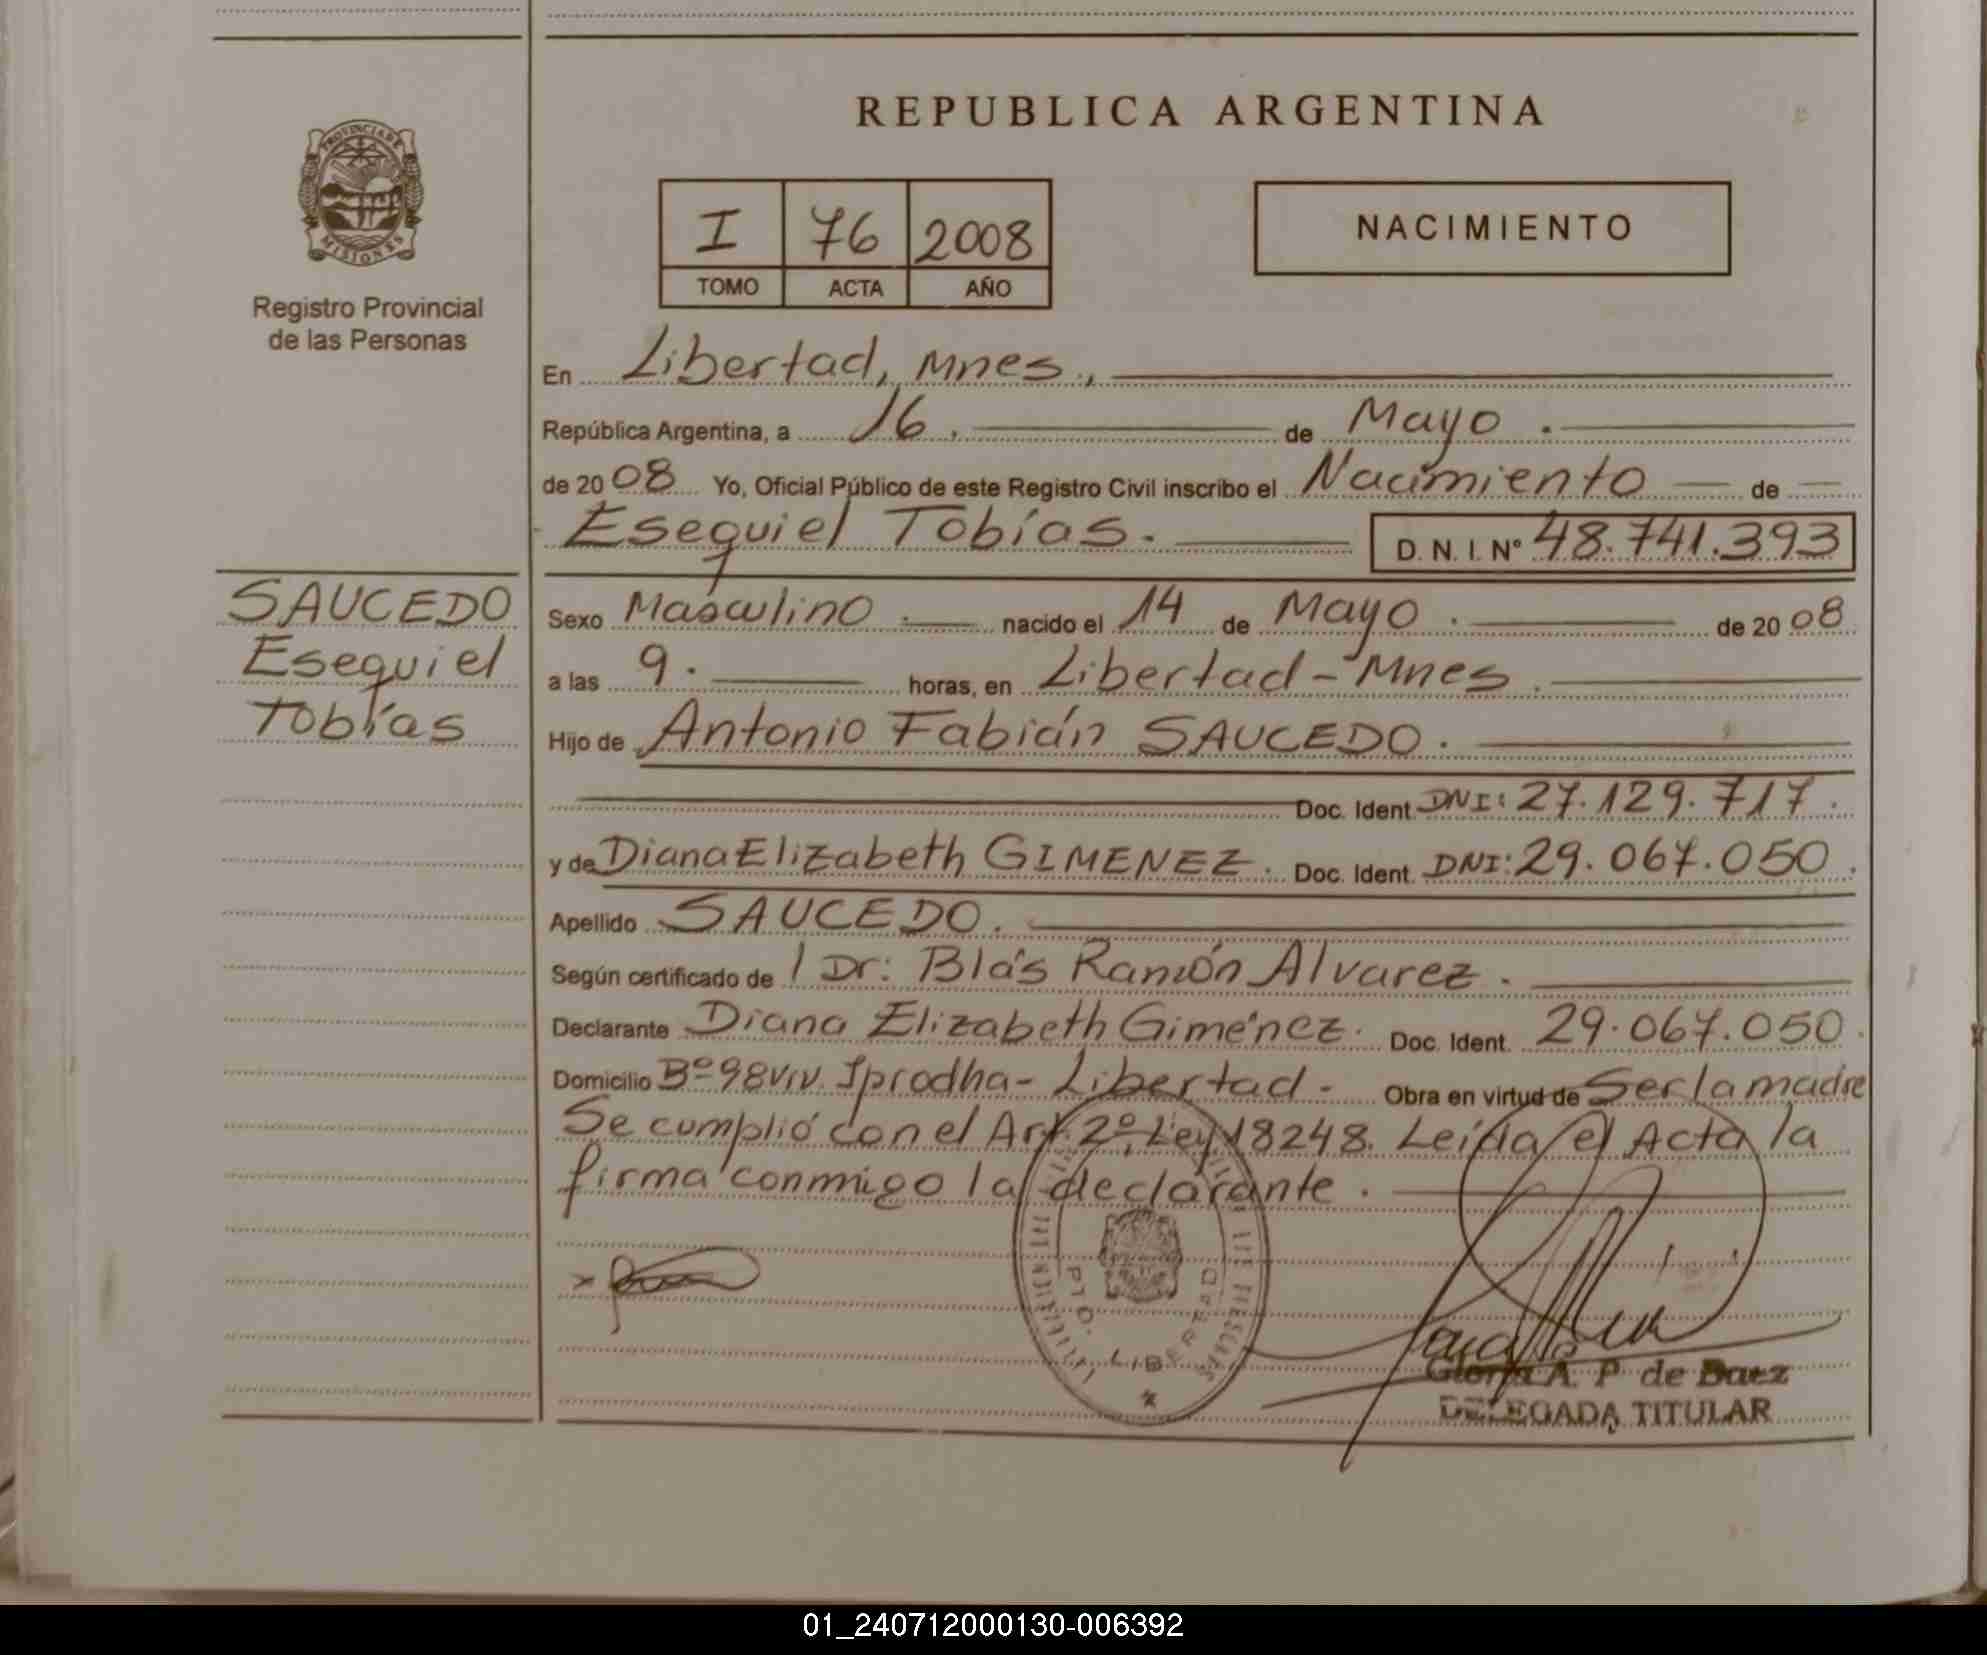 REPUBLICA ARGENTINA
PROVINCIA DE
MISIONES
Registro Provincial
de las Personas
I 76 2008
TOMO ACTA AÑO
NACIMIENTO
En Libertad, Mnes.,
República Argentina, a 16. de Mayo.
de 2008 Yo, Oficial Público de este Registro Civil inscribo el Nacimiento de
Esequiel Tobías. D. N. I. Nº 48.741.393
SAUCEDO
Esequiel
Tobías
Sexo Masculino. nacido el 14 de Mayo. de 2008
a las 9. horas, en Libertad-Mnes.
Hijo de Antonio Fabián SAUCEDO.
Doc. Ident. DNI: 27.129.717.
y de Diana Elizabeth GIMENEZ. Doc. Ident. DNI: 29.067.050.
Apellido SAUCEDO.
Según certificado de 1 Dr: Blás Ramón Alvarez.
Declarante Diana Elizabeth Giménez. Doc. Ident. 29.067.050.
Domicilio Bº 98 viv. Iprodha- Libertad- Obra en virtud de Ser la madre
Se cumplió con el Art. 2º Ley 18248. Leída el Acta la
firma conmigo la declarante.
PTO. LIBERTAD
Gloria A. P. de Baez
DELEGADA TITULAR
01_240712000130-006392